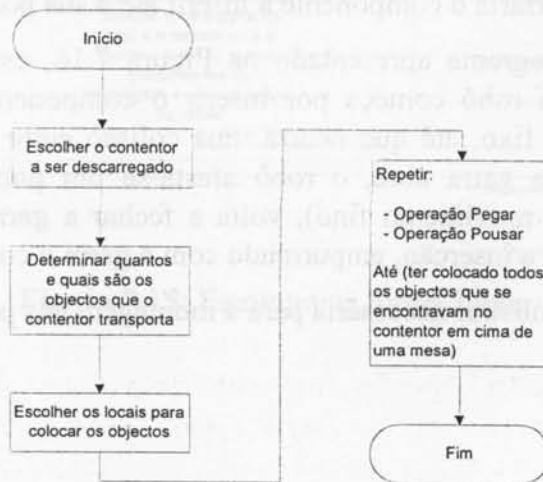 Início
Escolher o contentor
a ser descarregado
Determinar quantos
e quais são os
objectos que o
contentor transporta
Escolher os locais para
colocar os objectos
Repetir:
- Operação Pegar
- Operação Pousar
Até (ter colocado todos
os objectos que se
encontravam no
contentor em cima de
uma mesa)
Fim